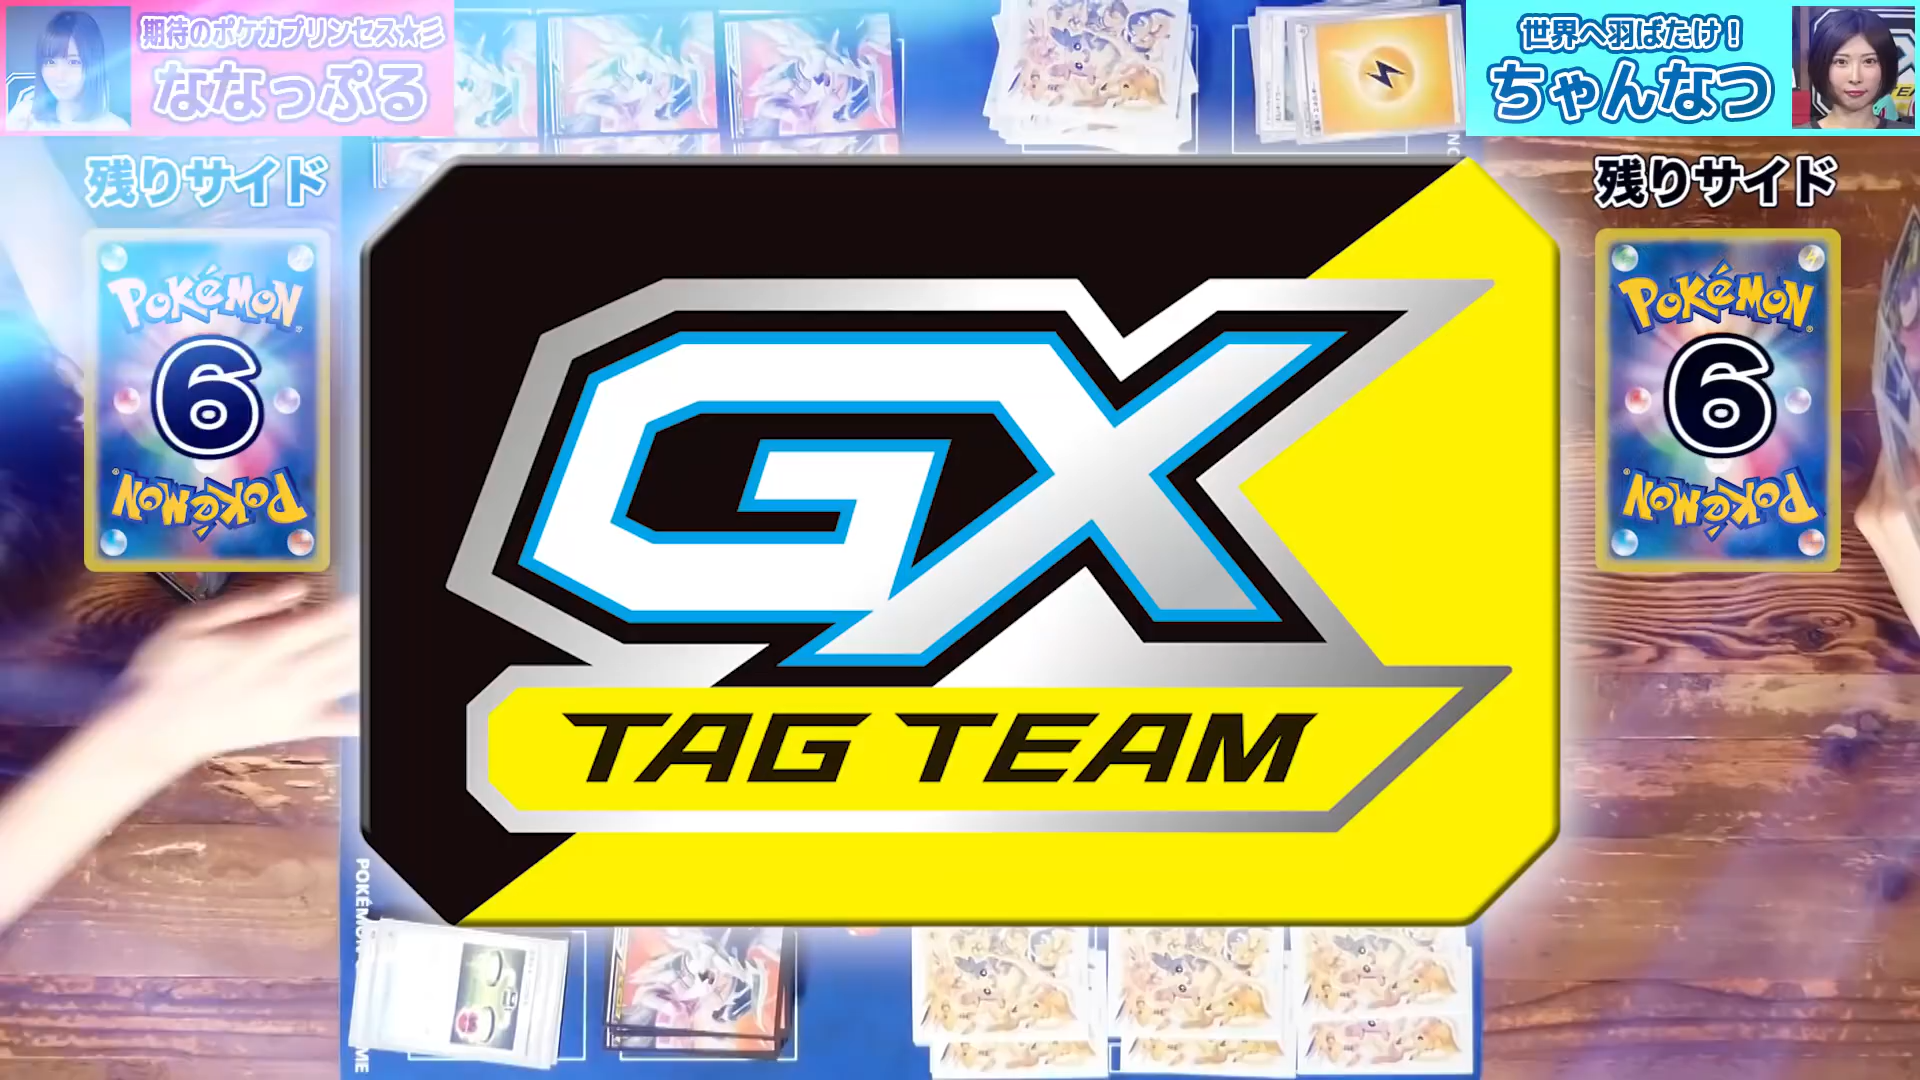 期待のポケカプリンセス★彡
ななっぷる
世界へ羽ばたけ！
ちゃんなつ
残りサイド
残りサイド
POKéMON
6
POKéMON
POKéMON
6
POKéMON
GX
TAG TEAM